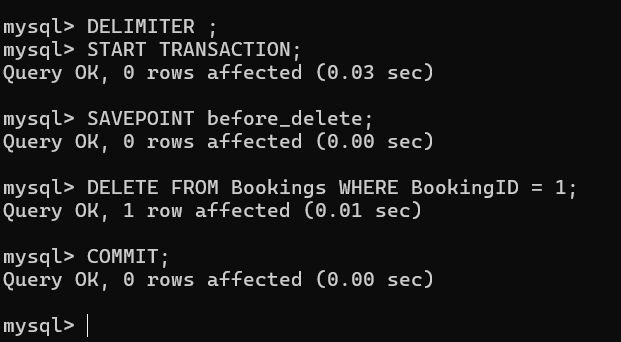 mysql> DELIMITER ;
mysql> START TRANSACTION;
Query OK, 0 rows affected (0.03 sec)
mysql> SAVEPOINT before_delete;
Query OK, 0 rows affected (0.00 sec)
mysql> DELETE FROM Bookings WHERE BookingID = 1;
Query OK, 1 row affected (0.01 sec)
mysql> COMMIT;
Query OK, 0 rows affected (0.00 sec)
mysql>